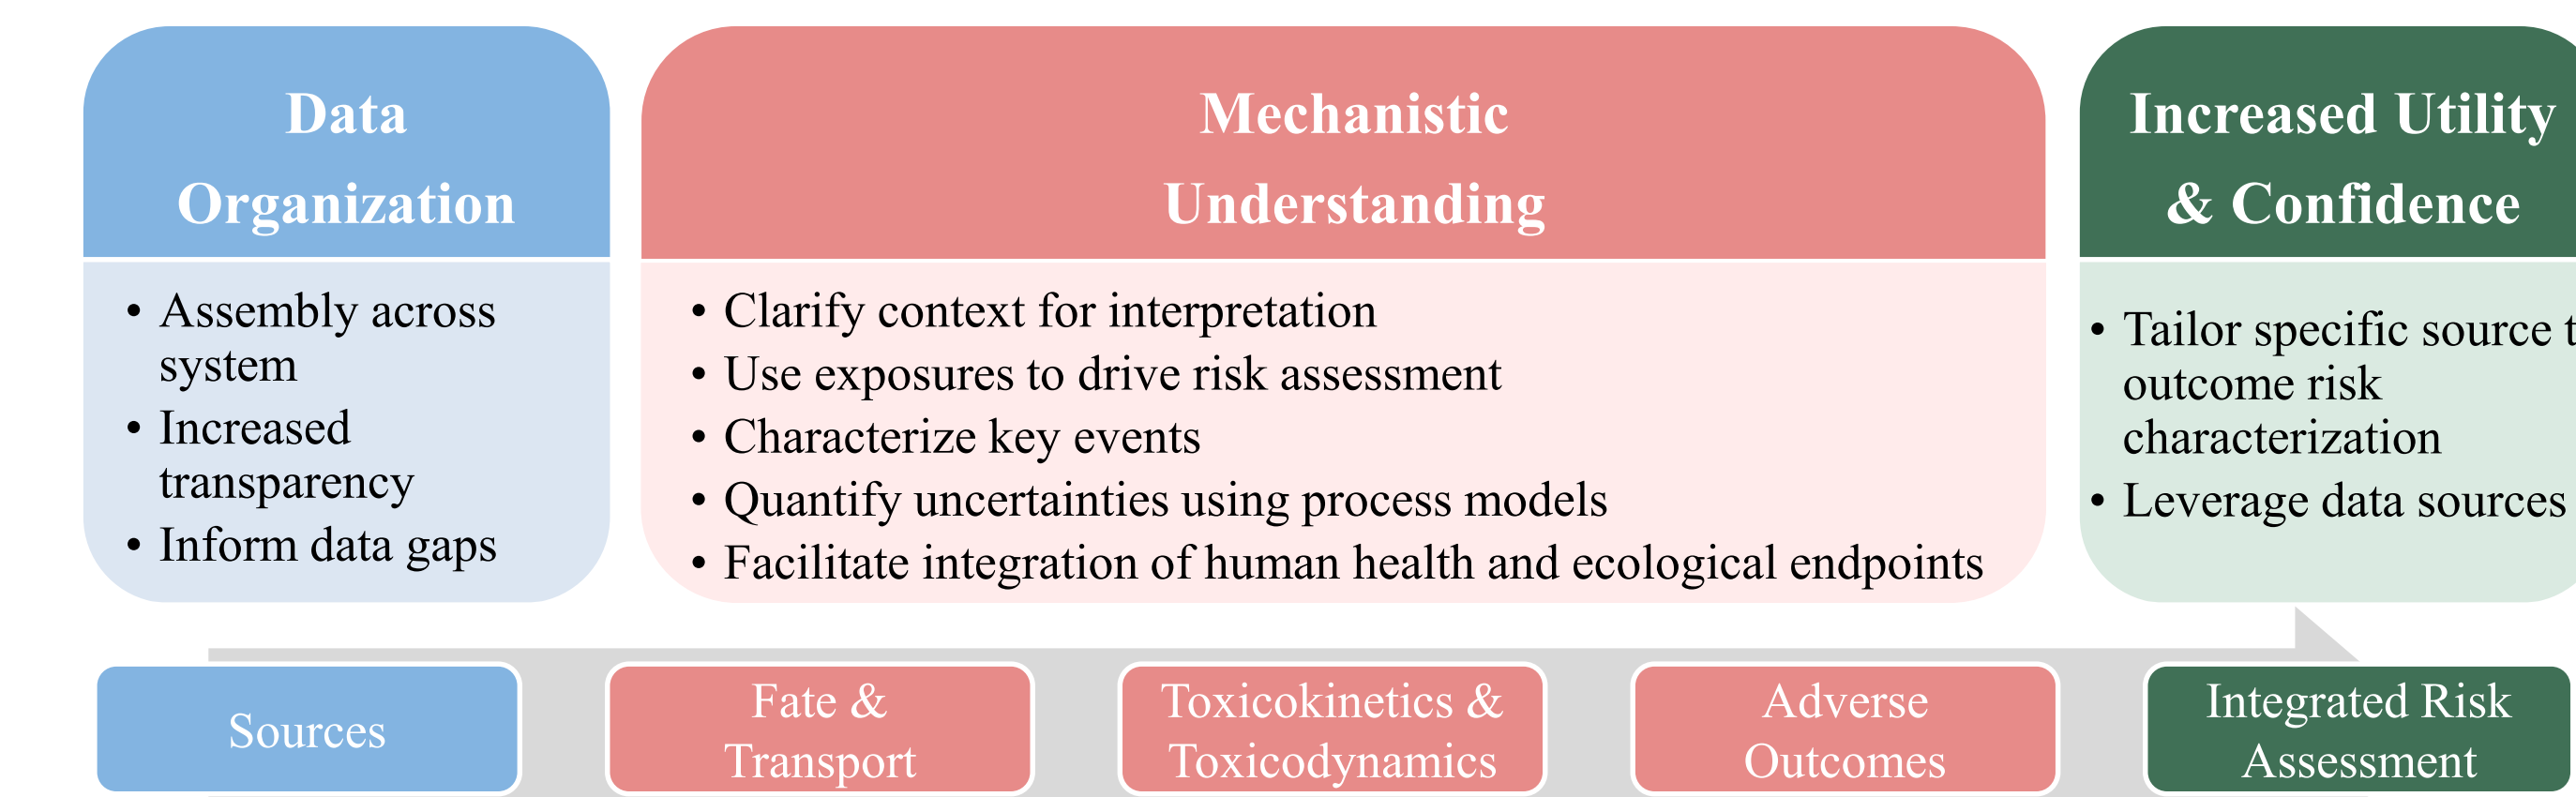 Data
Organization
• Assembly across
system
• Increased
transparency
• Inform data gaps
Mechanistic
Understanding
• Clarify context for interpretation
• Use exposures to drive risk assessment
• Characterize key events
• Quantify uncertainties using process models
• Facilitate integration of human health and ecological endpoints
Increased Utility
& Confidence
• Tailor specific source
outcome risk
characterization
• Leverage data sources
Sources
Fate &
Transport
Toxicokinetics &
Toxicodynamics
Adverse
Outcomes
Integrated Risk
Assessment